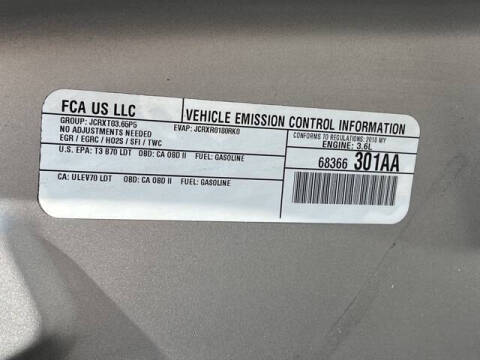 FCA US LLC
VEHICLE EMISSION CONTROL INFORMATION
GROUP: JCRXT03.65P5 EVAP: JCRXR0180RK0
CONFORMS TO REGULATIONS: 2018 MY
NO ADJUSTMENTS NEEDED
ENGINE: 3.6L
EGR / EGRC / HO2S / SFI / TWC
68366 301AA
U.S. EPA: T3 B70 LDT OBD: CA OBD II FUEL: GASOLINE
CA: ULEV70 LDT OBD: CA OBD II FUEL: GASOLINE